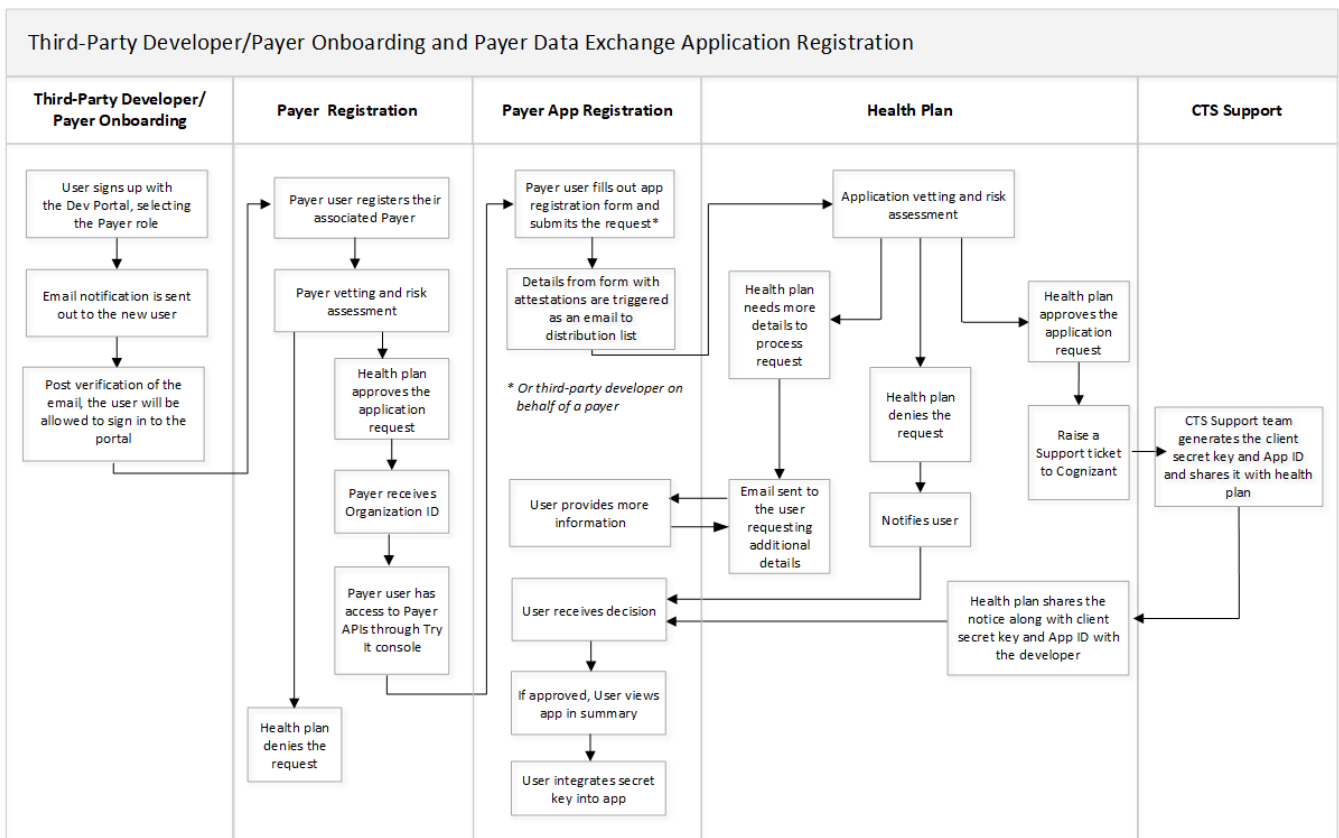 Third-Party Developer/Payer Onboarding and Payer Data Exchange Application Registration
Third-Party Developer/
Payer Onboarding
Payer Registration
Payer App Registration
Health Plan
CTS Support
User signs up with
the Dev Portal, selecting
the Payer role
Email notification is sent
out to the new user
Post verification of the
email, the user will be
allowed to sign in to the
portal
Payer user registers their
associated Payer
Payer vetting and risk
assessment
Health plan
approves the
application
request
Payer receives
Organization ID
Payer user has
access to Payer
APIs through Try
It console
Health plan
denies the
request
Payer user fills out app
registration form and
submits the request*
Details from form with
attestations are triggered
as an email to
distribution list
* Or third-party developer on
behalf of a payer
User provides more
information
User receives decision
If approved, User views
app in summary
User integrates secret
key into app
Application vetting and risk
assessment
Health plan
needs more
details to
process
request
Email sent to
the user
requesting
additional
details
Health plan
denies the
request
Notifies user
Health plan
approves the
application
request
Raise a
Support ticket
to Cognizant
Health plan shares the
notice along with client
secret key and App ID with
the developer
CTS Support team
generates the client
secret key and App ID
and shares it with health
plan